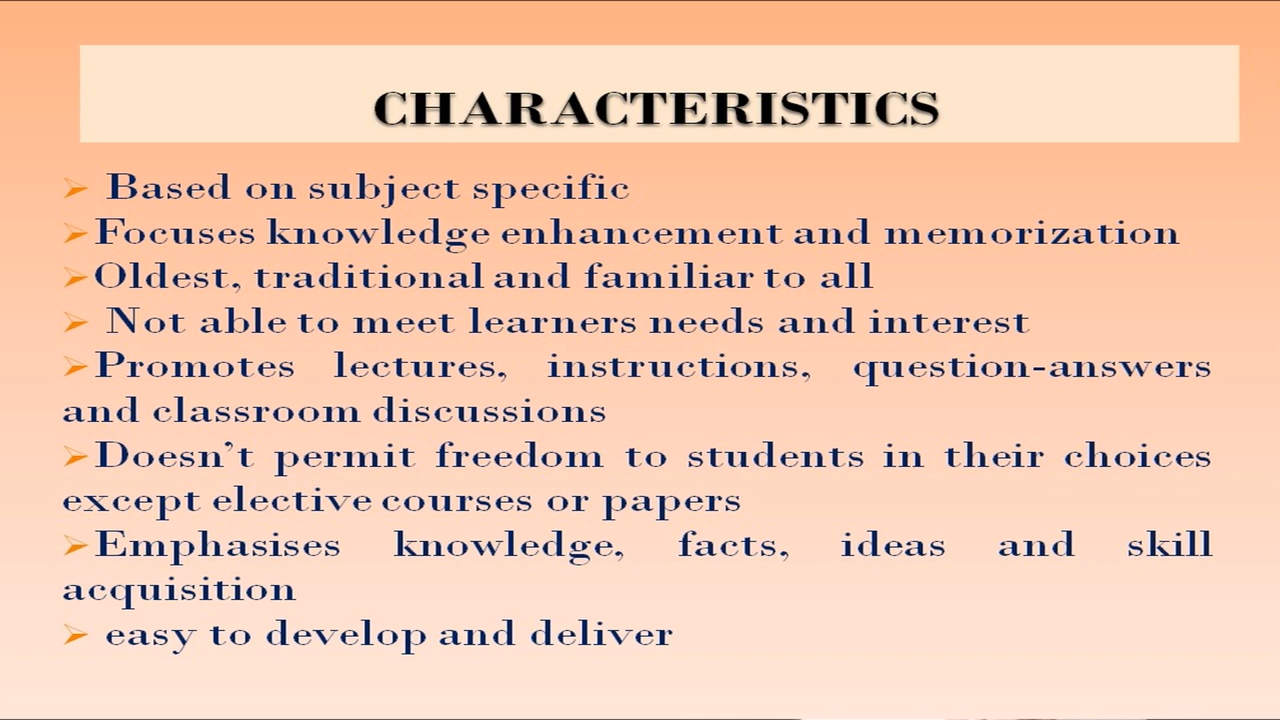 CHARACTERISTICS
➢ Based on subject specific
➢Focuses knowledge enhancement and memorization
➢Oldest, traditional and familiar to all
➢ Not able to meet learners needs and interest
➢Promotes lectures, instructions, question-answers
and classroom discussions
➢Doesn’t permit freedom to students in their choices
except elective courses or papers
➢Emphasises knowledge, facts, ideas and skill
acquisition
➢ easy to develop and deliver